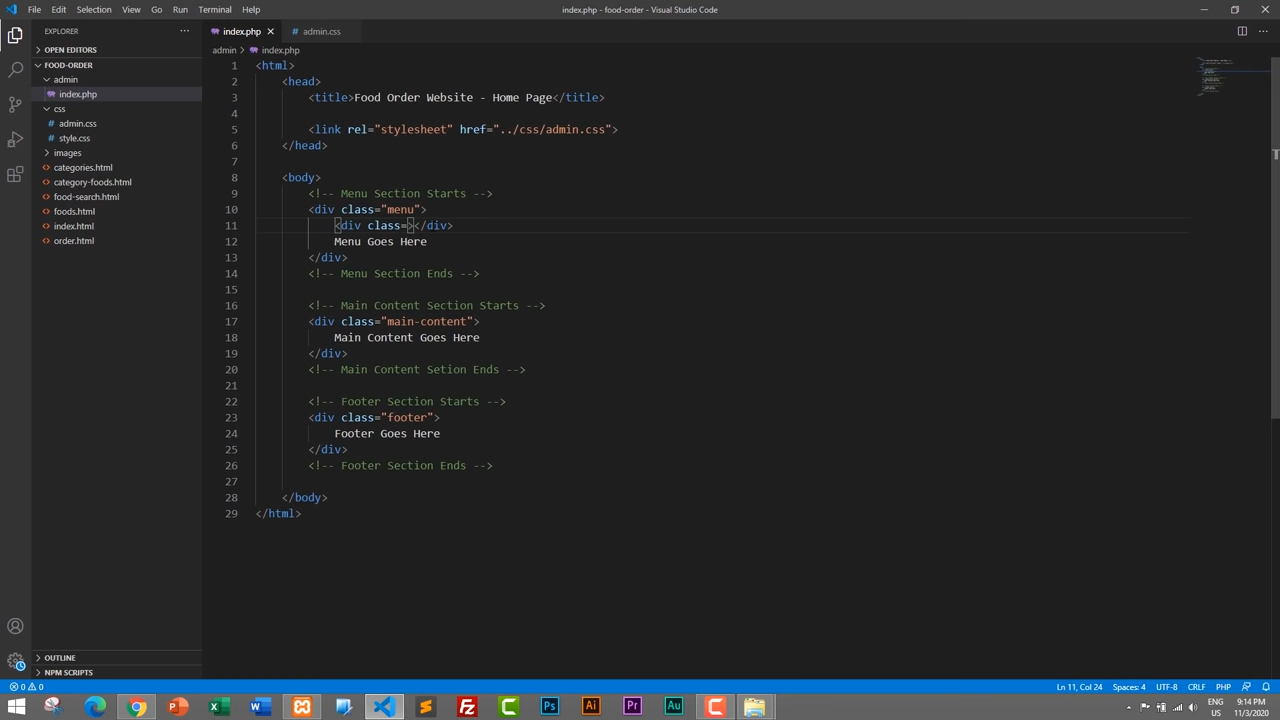 File Edit Selection View Go Run Terminal Help
index.php - food-order - Visual Studio Code
EXPLORER
OPEN EDITORS
FOOD-ORDER
admin
index.php
css
admin.css
style.css
images
categories.html
category-foods.html
food-search.html
foods.html
index.html
order.html
OUTLINE
NPM SCRIPTS
index.php admin.css
admin index.php
1 <html>
2 <head>
3 <title>Food Order Website - Home Page</title>
4
5 <link rel="stylesheet" href="../css/admin.css">
6 </head>
7
8 <body>
9 <!-- Menu Section Starts -->
10 <div class="menu">
11 <div class=></div>
12 Menu Goes Here
13 </div>
14 <!-- Menu Section Ends -->
15
16 <!-- Main Content Section Starts -->
17 <div class="main-content">
18 Main Content Goes Here
19 </div>
20 <!-- Main Content Setion Ends -->
21
22 <!-- Footer Section Starts -->
23 <div class="footer">
24 Footer Goes Here
25 </div>
26 <!-- Footer Section Ends -->
27
28 </body>
29 </html>
0 0 Ln 11, Col 24 Spaces: 4 UTF-8 CRLF PHP
Ps Ai Pr Au
ENG 9:14 PM
US 11/3/2020